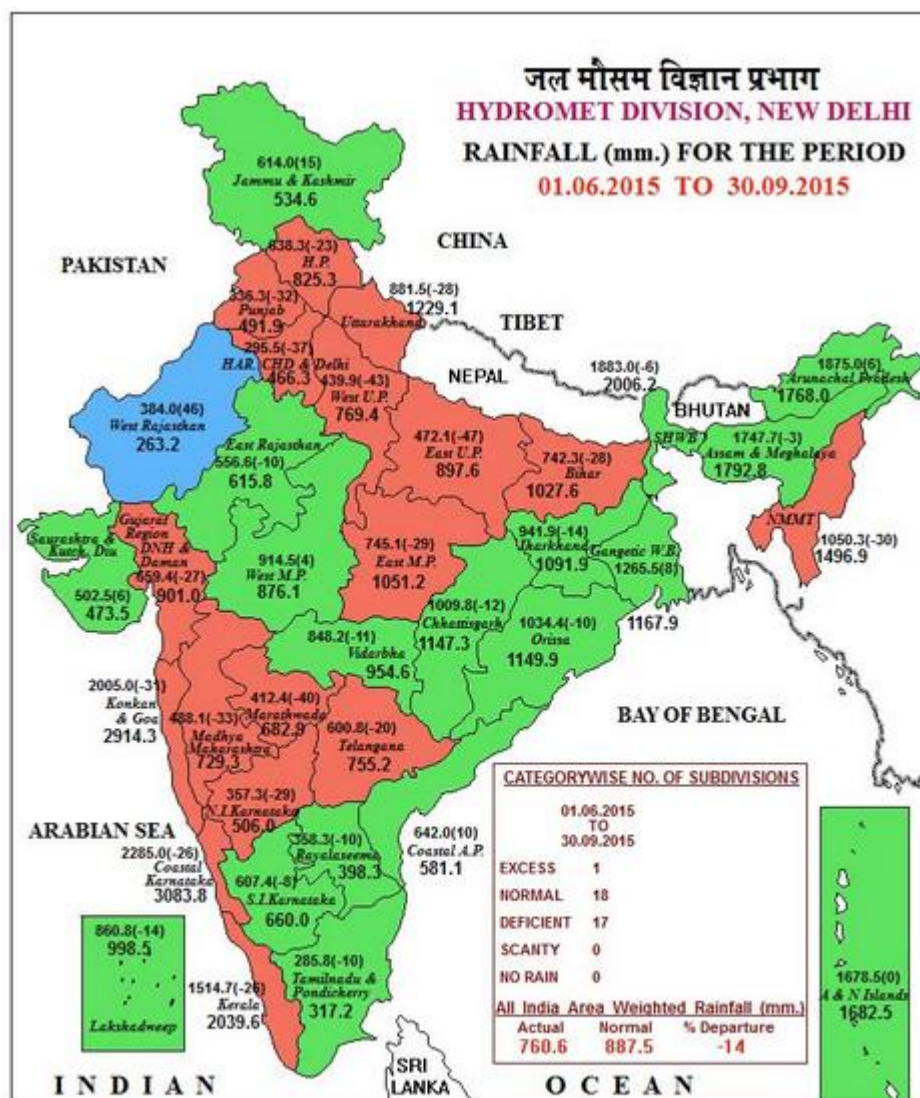 जल मौसम विज्ञान प्रभाग
HYDROMET DIVISION, NEW DELHI
RAINFALL (mm.) FOR THE PERIOD
01.06.2015 TO 30.09.2015
614.0(15)
Jammu & Kashmir
534.6
CHINA
PAKISTAN
638.3(-23)
H.P.
825.3
881.5(-28)
1229.1
Uttarakhand
336.3(-32)
Punjab
491.9
TIBET
295.5(-37)
HAR. CHD & Delhi
466.3
NEPAL
439.9(-43)
West U.P.
769.4
1883.0(-6)
2006.2
SHWB
BHUTAN
1875.0(6)
Arunachal Pradesh
1768.0
384.0(46)
West Rajasthan
263.2
East Rajasthan
556.6(-10)
615.8
472.1(-47)
East U.P.
897.6
742.3(-28)
Bihar
1027.6
1747.7(-3)
Assam & Meghalaya
1792.8
NMMT
1050.3(-30)
1496.9
Saurashtra &
Kutch, Diu
502.5(6)
473.5
Gujarat
Region
DNH &
Daman
659.4(-27)
901.0
914.5(4)
West M.P.
876.1
745.1(-29)
East M.P.
1051.2
941.9(-14)
Jharkhand
1091.9
Gangetic W.B.
1265.5(8)
1167.9
1009.8(-12)
Chhattisgarh
1147.3
1034.4(-10)
Orissa
1149.9
848.2(-11)
Vidarbha
954.6
2005.0(-31)
Konkan
& Goa
2914.3
488.1(-33)
Madhya
Maharashtra
729.3
412.4(-40)
Marathwada
682.9
600.8(-20)
Telangana
755.2
BAY OF BENGAL
357.3(-29)
N.I.Karnataka
506.0
ARABIAN SEA
2285.0(-26)
Coastal
Karnataka
3083.8
358.3(-10)
Rayalaseema
398.3
642.0(10)
Coastal A.P.
581.1
607.4(-8)
S.I.Karnataka
660.0
860.8(-14)
998.5
Lakshadweep
1514.7(-26)
Kerala
2039.6
285.8(-10)
Tamilnadu &
Pondicherry
317.2
CATEGORYWISE NO. OF SUBDIVISIONS
01.06.2015
TO
30.09.2015
EXCESS 1
NORMAL 18
DEFICIENT 17
SCANTY 0
NO RAIN 0
All India Area Weighted Rainfall (mm.)
Actual Normal % Departure
760.6 887.5 -14
1678.5(0)
A & N Islands
1682.5
SRI
LANKA
INDIAN OCEAN